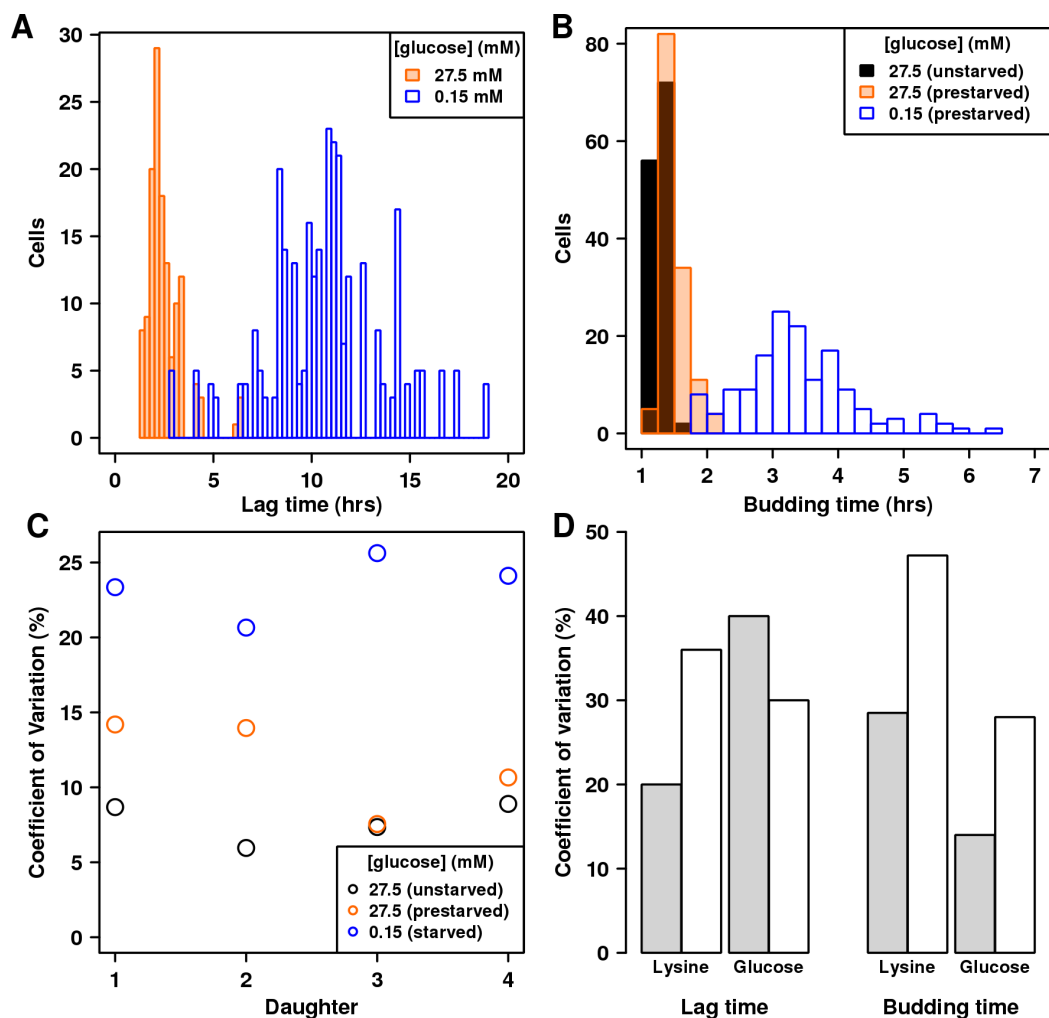 A
30
25
20
15
10
5
0
Cells
0 5 10 15 20
Lag time (hrs)
[glucose] (mM)
27.5 mM
0.15 mM
B
80
60
40
20
0
Cells
1 2 3 4 5 6 7
Budding time (hrs)
[glucose] (mM)
27.5 (unstarved)
27.5 (prestarved)
0.15 (prestarved)
C
25
20
15
10
5
0
Coefficient of Variation (%)
1 2 3 4
Daughter
[glucose] (mM)
27.5 (unstarved)
27.5 (prestarved)
0.15 (starved)
D
50
40
30
20
10
0
Coefficient of variation (%)
Lysine Glucose Lysine Glucose
Lag time Budding time